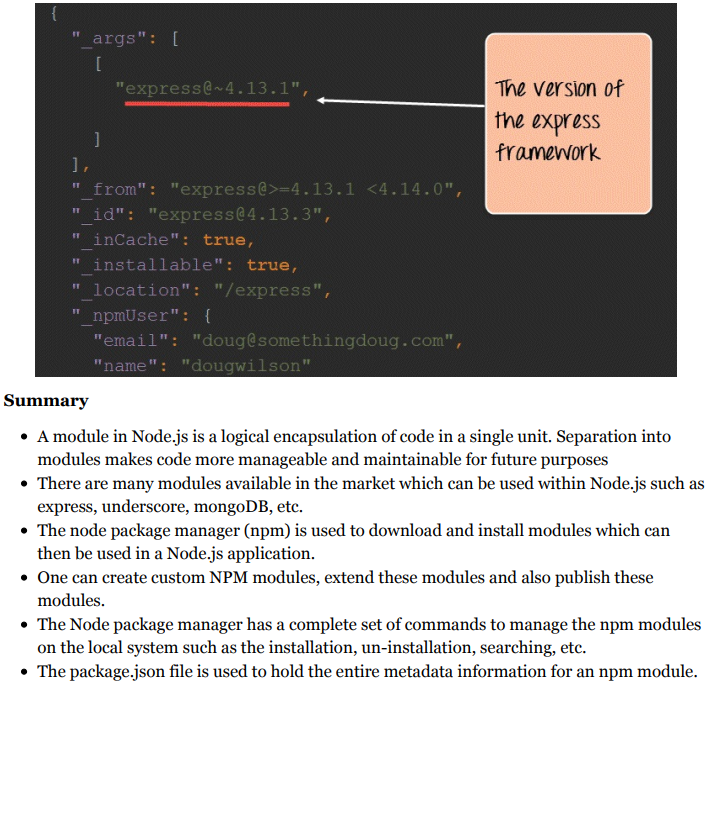 {
"_args": [
[
"express@~4.13.1",
]
],
"_from": "express@>=4.13.1 <4.14.0",
"_id": "express@4.13.3",
"_inCache": true,
"_installable": true,
"_location": "/express",
"_npmUser": {
"email": "doug@somethingdoug.com",
"name": "dougwilson"
The version of
the express
framework
Summary
• A module in Node.js is a logical encapsulation of code in a single unit. Separation into
modules makes code more manageable and maintainable for future purposes
• There are many modules available in the market which can be used within Node.js such as
express, underscore, mongoDB, etc.
• The node package manager (npm) is used to download and install modules which can
then be used in a Node.js application.
• One can create custom NPM modules, extend these modules and also publish these
modules.
• The Node package manager has a complete set of commands to manage the npm modules
on the local system such as the installation, un-installation, searching, etc.
• The package.json file is used to hold the entire metadata information for an npm module.